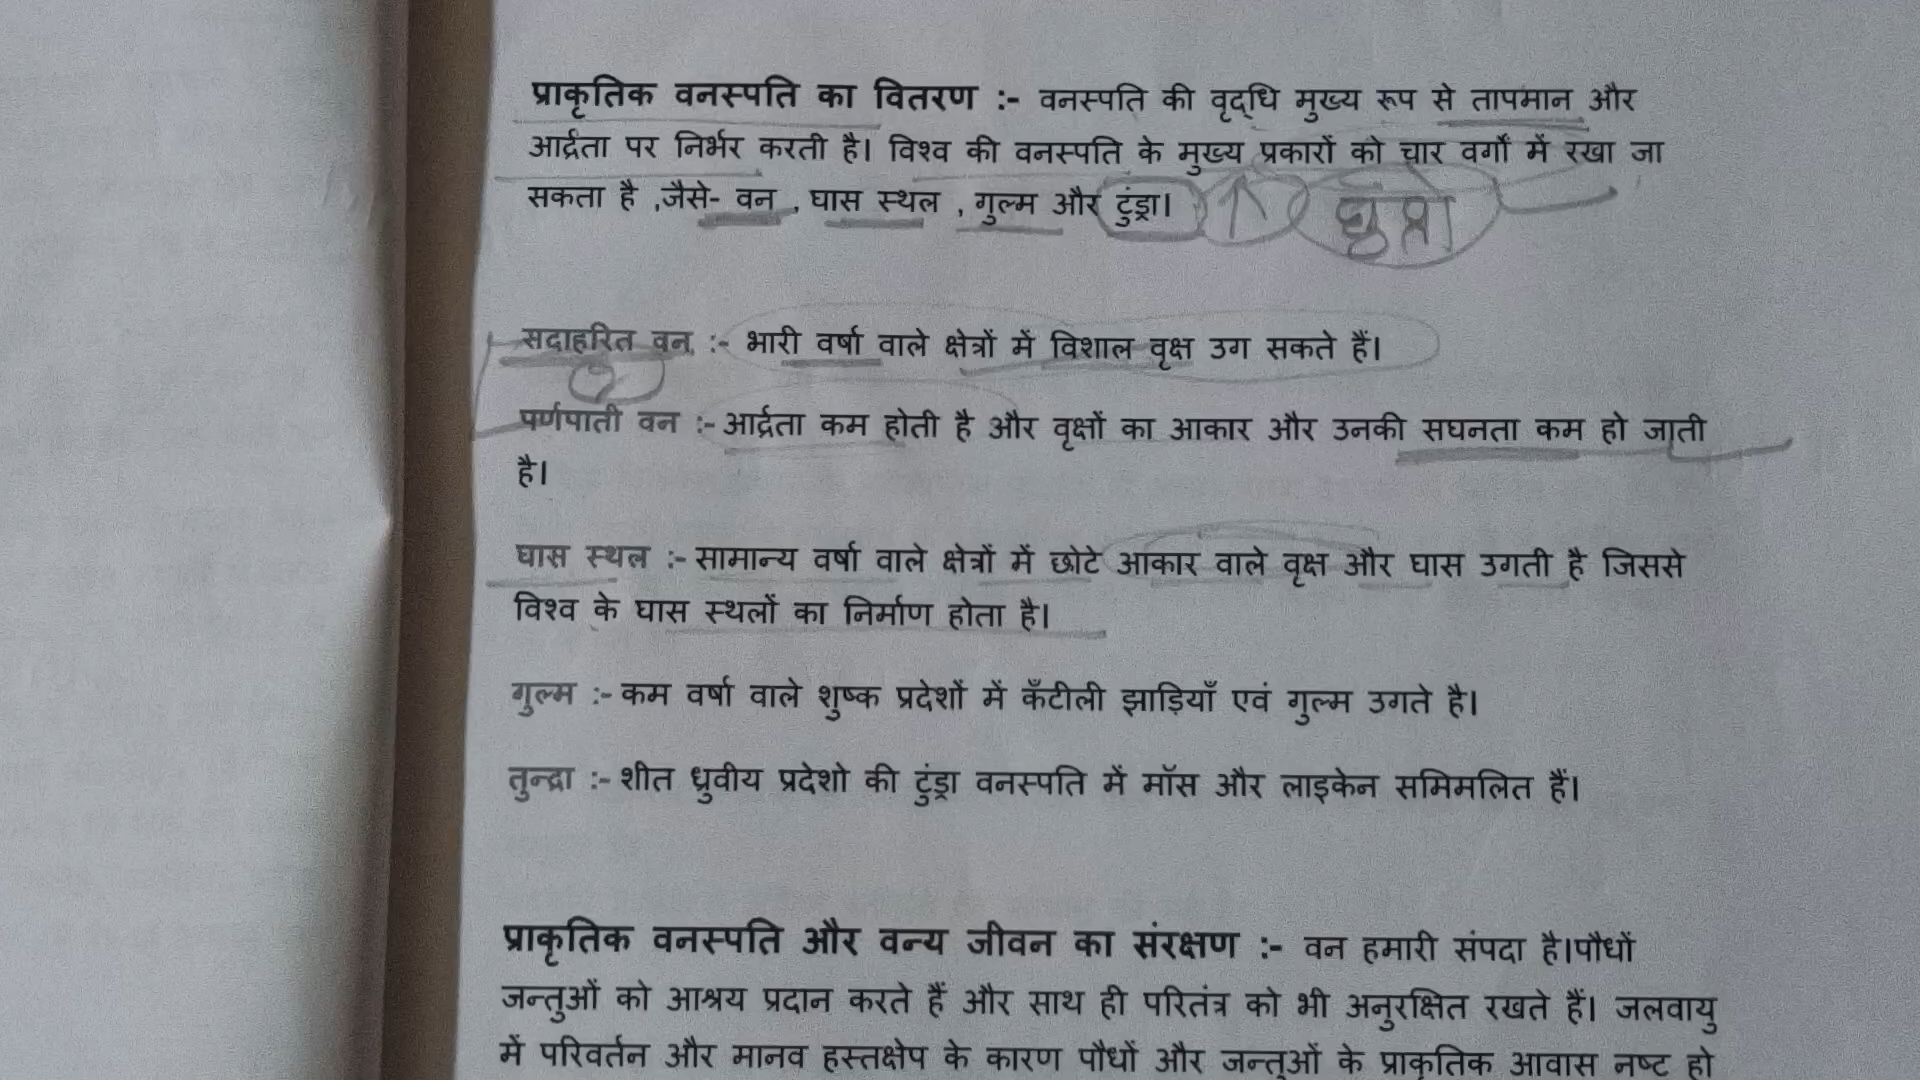 प्राकृतिक वनस्पति का वितरण :- वनस्पति की वृद्धि मुख्य रूप से तापमान और
आर्द्रता पर निर्भर करती है। विश्व की वनस्पति के मुख्य प्रकारों को चार वर्गों में रखा जा
सकता है ,जैसे- वन , घास स्थल , गुल्म और टुंड्रा।
सदाहरित वन :- भारी वर्षा वाले क्षेत्रों में विशाल वृक्ष उग सकते हैं।
पर्णपाती वन :- आर्द्रता कम होती है और वृक्षों का आकार और उनकी सघनता कम हो जाती
है।
घास स्थल :- सामान्य वर्षा वाले क्षेत्रों में छोटे आकार वाले वृक्ष और घास उगती है जिससे
विश्व के घास स्थलों का निर्माण होता है।
गुल्म :- कम वर्षा वाले शुष्क प्रदेशों में कँटीली झाड़ियाँ एवं गुल्म उगते है।
तुन्द्रा :- शीत ध्रुवीय प्रदेशो की टुंड्रा वनस्पति में मॉस और लाइकेन समिमलित हैं।
प्राकृतिक वनस्पति और वन्य जीवन का संरक्षण :- वन हमारी संपदा है।पौधों
जन्तुओं को आश्रय प्रदान करते हैं और साथ ही परितंत्र को भी अनुरक्षित रखते हैं। जलवायु
में परिवर्तन और मानव हस्तक्षेप के कारण पौधों और जन्तुओं के प्राकृतिक आवास नष्ट हो